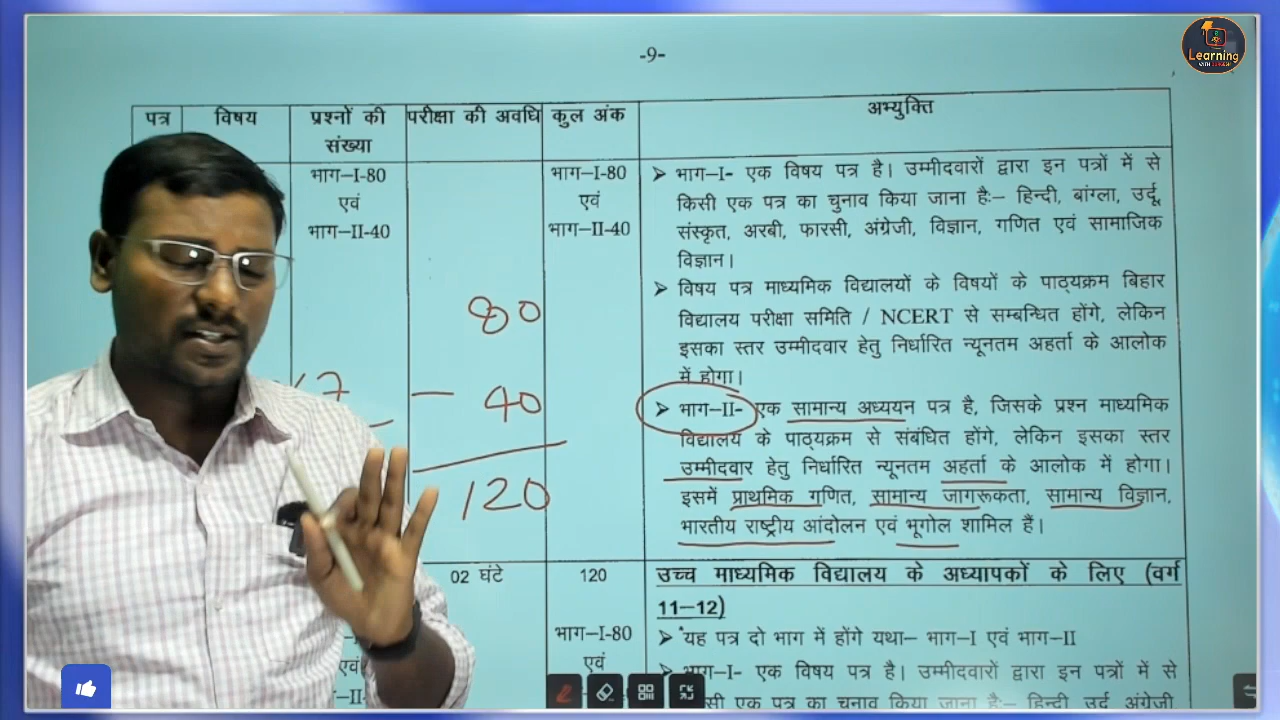 Learning
-9-
पत्र विषय प्रश्नों की संख्या परीक्षा की अवधि कुल अंक अभ्युक्ति
भाग-I-80
एवं
भाग-II-40
भाग-I-80
एवं
भाग-II-40
➢ भाग-I- एक विषय पत्र है। उम्मीदवारों द्वारा इन पत्रों में से
किसी एक पत्र का चुनाव किया जाना हैः- हिन्दी, बांग्ला, उर्दू,
संस्कृत, अरबी, फारसी, अंग्रेजी, विज्ञान, गणित एवं सामाजिक
विज्ञान।
➢ विषय पत्र माध्यमिक विद्यालयों के विषयों के पाठ्यक्रम बिहार
विद्यालय परीक्षा समिति / NCERT से सम्बन्धित होंगे, लेकिन
इसका स्तर उम्मीदवार हेतु निर्धारित न्यूनतम अहर्ता के आलोक
में होगा।
➢ भाग-II- एक सामान्य अध्ययन पत्र है, जिसके प्रश्न माध्यमिक
विद्यालय के पाठ्यक्रम से संबंधित होंगे, लेकिन इसका स्तर
उम्मीदवार हेतु निर्धारित न्यूनतम अहर्ता के आलोक में होगा।
इसमें प्राथमिक गणित, सामान्य जागरूकता, सामान्य विज्ञान,
भारतीय राष्ट्रीय आंदोलन एवं भूगोल शामिल हैं।
80
- 40
120
02 घंटे
120
भाग-I-80
एवं
उच्च माध्यमिक विद्यालय के अध्यापकों के लिए (वर्ग
11-12)
➢ यह पत्र दो भाग में होंगे यथा- भाग-I एवं भाग-II
➢ भाग-I- एक विषय पत्र है। उम्मीदवारों द्वारा इन पत्रों में से
एक पत्र का चुनाव किया जाना हैः- हिन्दी उर्दू अंग्रेजी